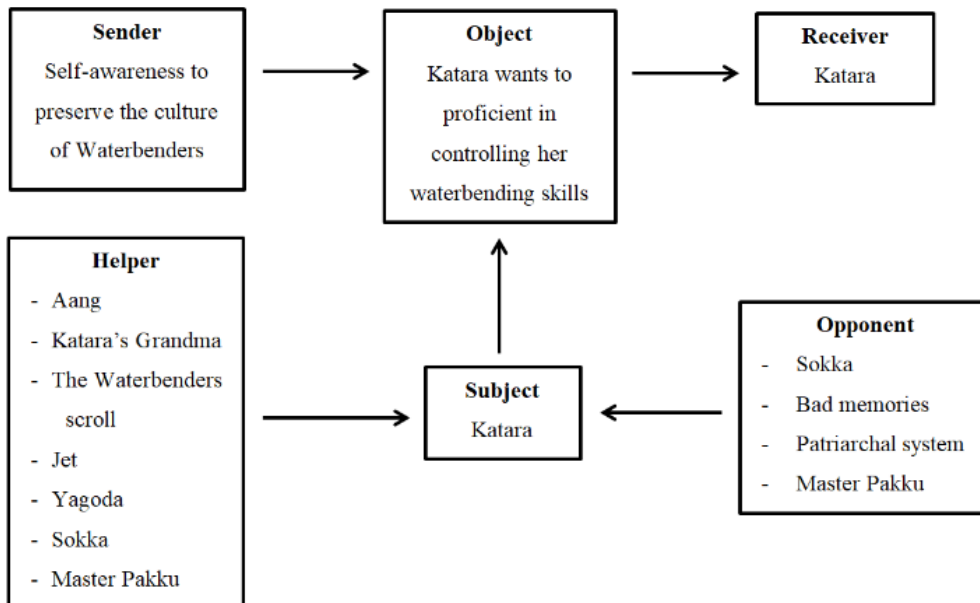 Sender
Self-awareness to
preserve the culture
of Waterbenders
Object
Katara wants to
proficient in
controlling her
waterbending skills
Receiver
Katara
Helper
- Aang
- Katara's Grandma
- The Waterbenders
scroll
- Jet
- Yagoda
- Sokka
- Master Pakku
Subject
Katara
Opponent
- Sokka
- Bad memories
- Patriarchal system
- Master Pakku